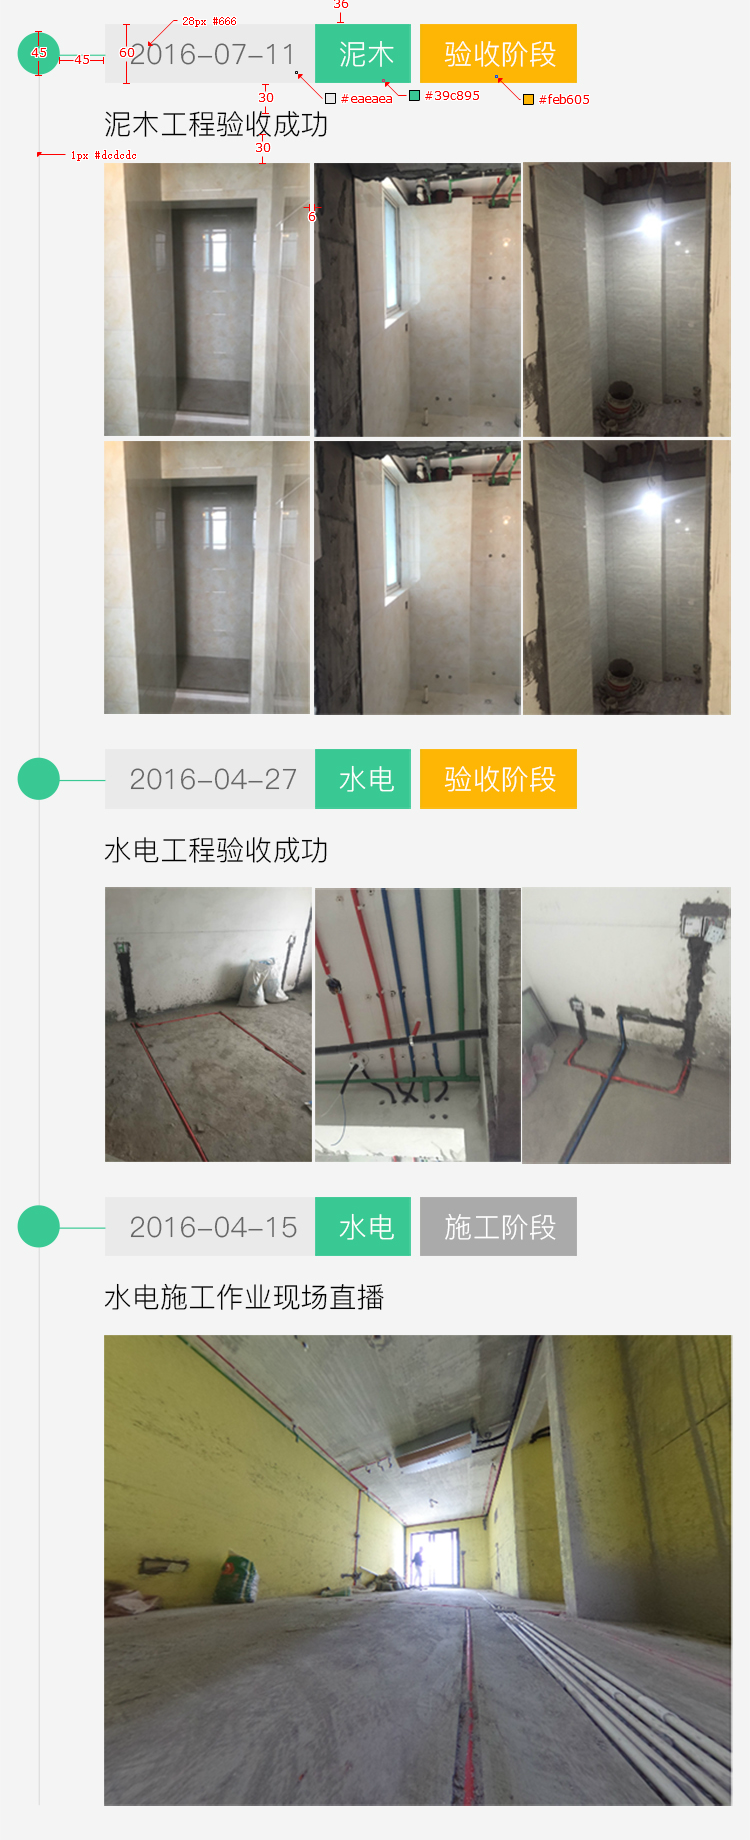 36
28px #666
45
45
60
2016-07-11 泥木 验收阶段
#eaeaea
#39c895
#feb605
30
泥木工程验收成功
30
1px #dcdcdc
6
2016-04-27 水电 验收阶段
水电工程验收成功
2016-04-15 水电 施工阶段
水电施工作业现场直播